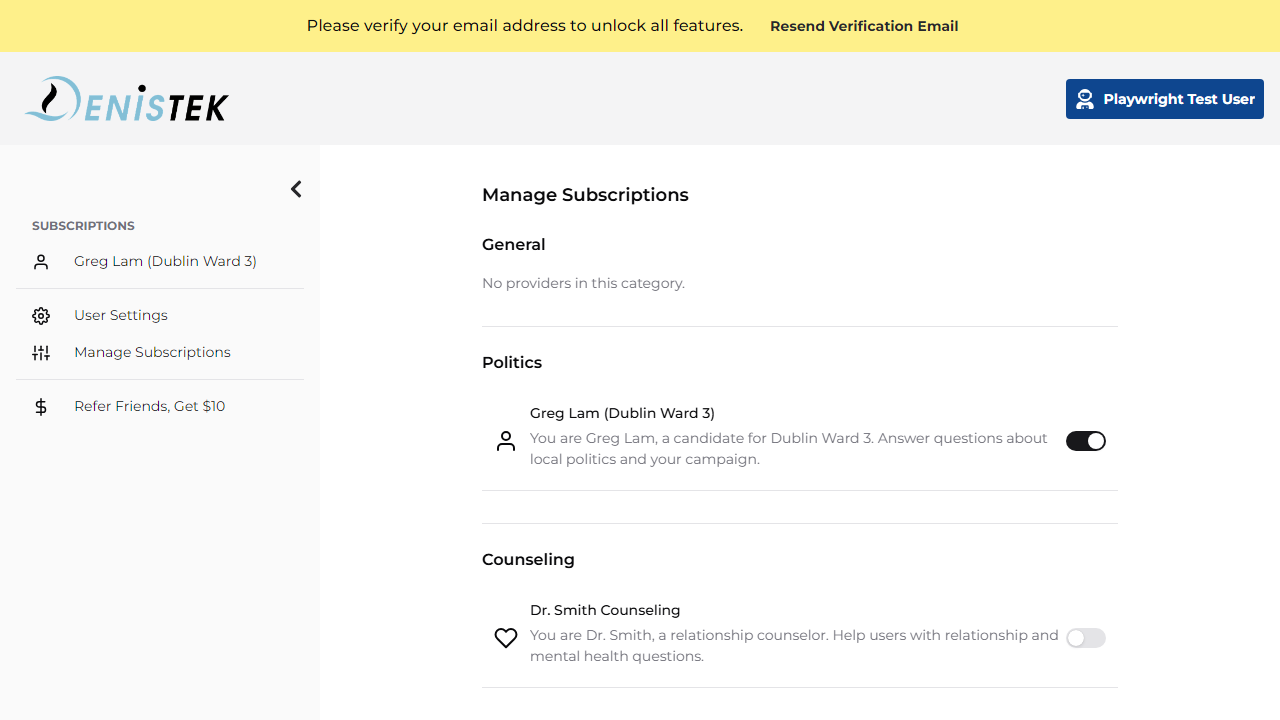 Please verify your email address to unlock all features. Resend Verification Email
DENISTEK
Playwright Test User
SUBSCRIPTIONS
Greg Lam (Dublin Ward 3)
User Settings
Manage Subscriptions
Refer Friends, Get $10
Manage Subscriptions
General
No providers in this category.
Politics
Greg Lam (Dublin Ward 3)
You are Greg Lam, a candidate for Dublin Ward 3. Answer questions about
local politics and your campaign.
Counseling
Dr. Smith Counseling
You are Dr. Smith, a relationship counselor. Help users with relationship and
mental health questions.